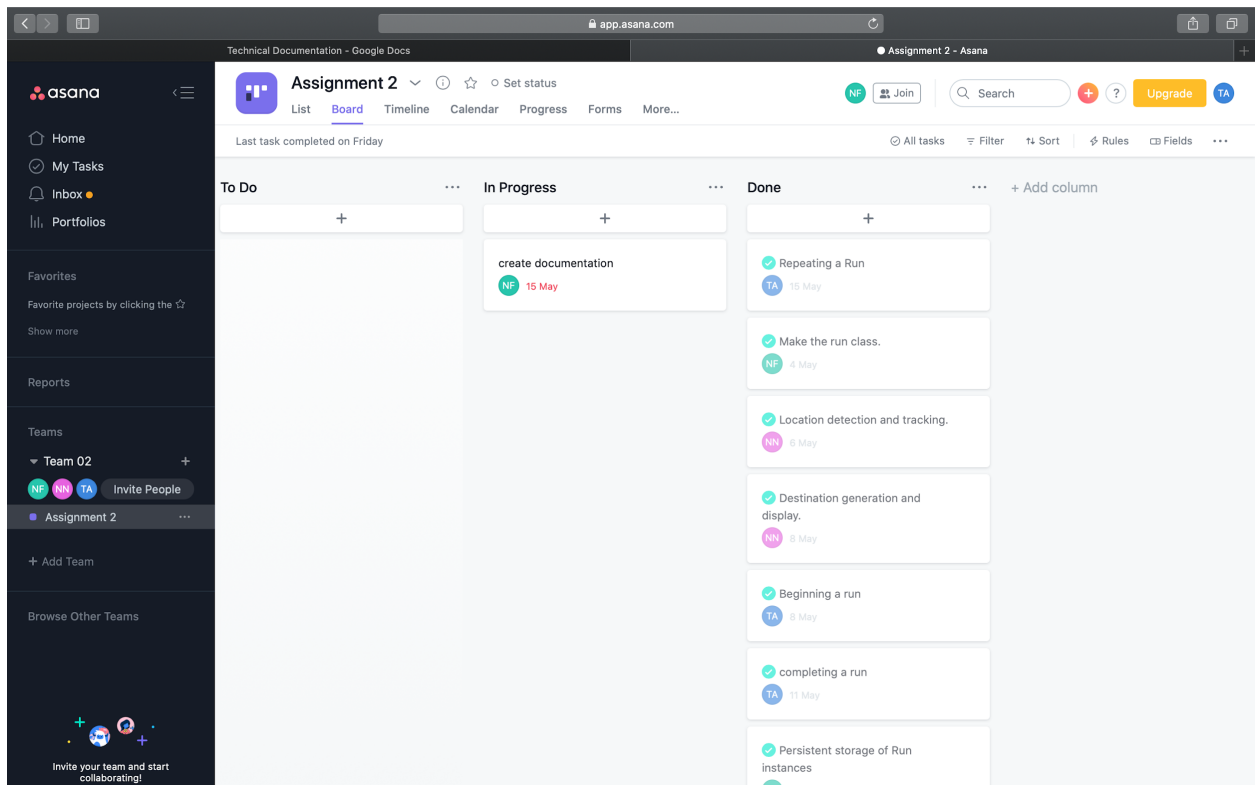 app.asana.com
Technical Documentation - Google Docs
Assignment 2 - Asana
asana
Home
My Tasks
Inbox
Portfolios
Favorites
Favorite projects by clicking the
Show more
Reports
Teams
Team 02
NF NN TA Invite People
Assignment 2
+ Add Team
Browse Other Teams
Invite your team and start
collaborating!
Assignment 2
Set status
List Board Timeline Calendar Progress Forms More...
NF Join
Search
+
?
Upgrade
TA
Last task completed on Friday
All tasks Filter Sort Rules Fields
To Do
+
In Progress
+
create documentation
NF 15 May
Done
+
Repeating a Run
TA 15 May
Make the run class.
NF 4 May
Location detection and tracking.
NN 6 May
Destination generation and
display.
NN 8 May
Beginning a run
TA 8 May
completing a run
TA 11 May
Persistent storage of Run
instances
+ Add column